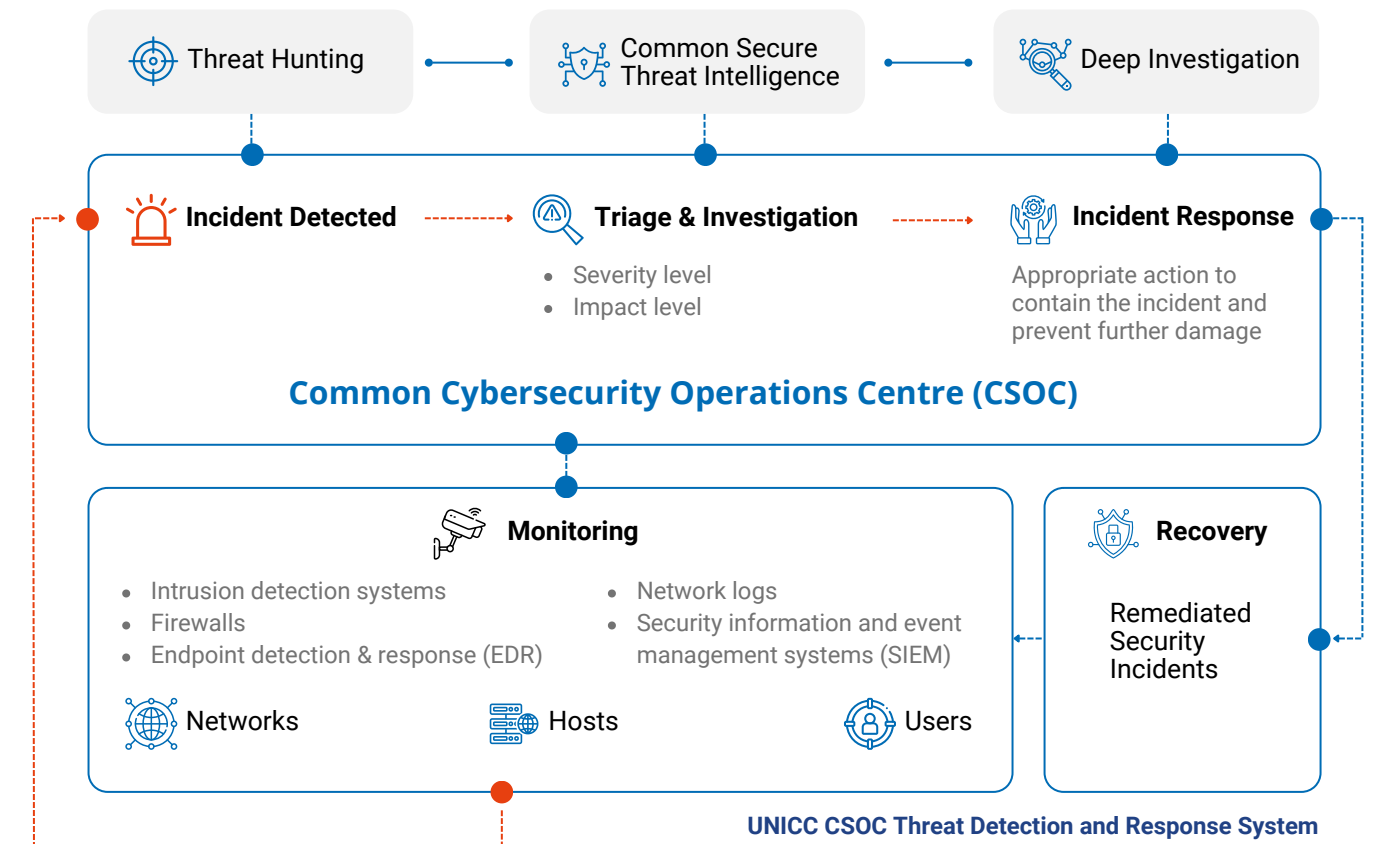 Threat Hunting
Common Secure
Threat Intelligence
Deep Investigation
Incident Detected
Triage & Investigation
• Severity level
• Impact level
Incident Response
Appropriate action to
contain the incident and
prevent further damage
Common Cybersecurity Operations Centre (CSOC)
Monitoring
• Intrusion detection systems
• Firewalls
• Endpoint detection & response (EDR)
• Network logs
• Security information and event
management systems (SIEM)
Networks
Hosts
Users
Recovery
Remediated
Security
Incidents
UNICC CSOC Threat Detection and Response System